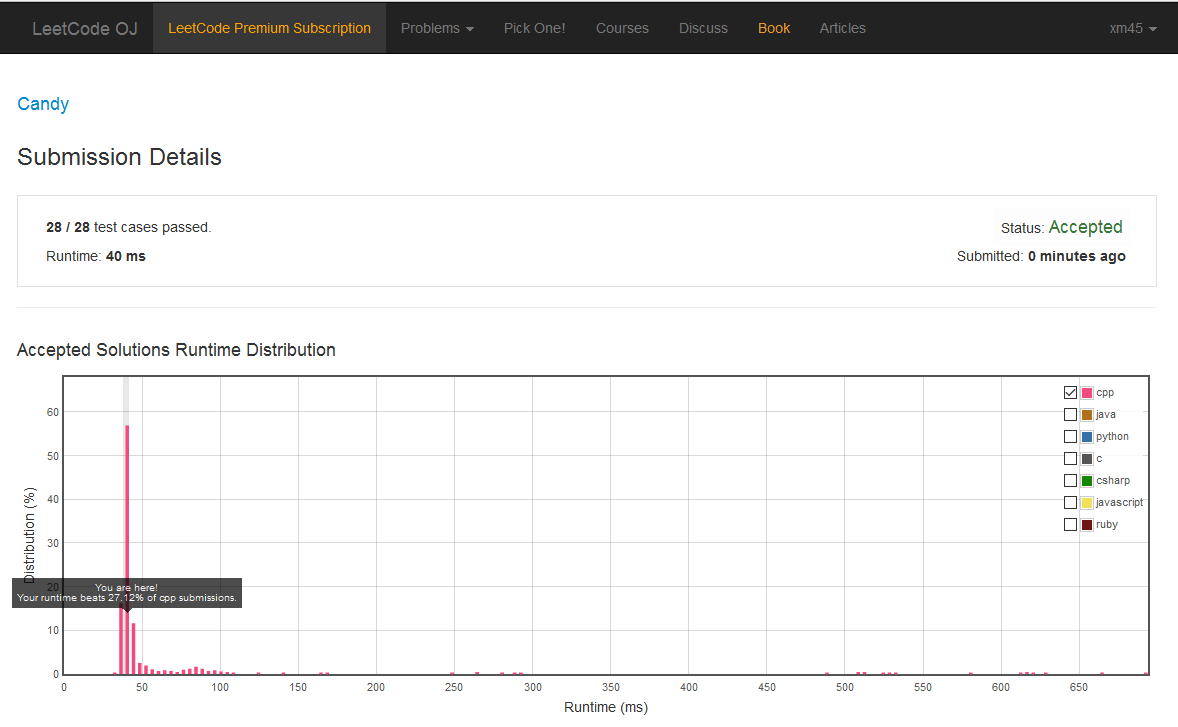 LeetCode OJ LeetCode Premium Subscription Problems Pick One! Courses Discuss Book Articles xm45
Candy
Submission Details
28 / 28 test cases passed. Status: Accepted
Runtime: 40 ms Submitted: 0 minutes ago
Accepted Solutions Runtime Distribution
cpp
java
python
c
csharp
javascript
ruby
Distribution (%)
60
50
40
30
20
10
0
You are here!
Your runtime beats 27.12% of cpp submissions.
0 50 100 150 200 250 300 350 400 450 500 550 600 650
Runtime (ms)